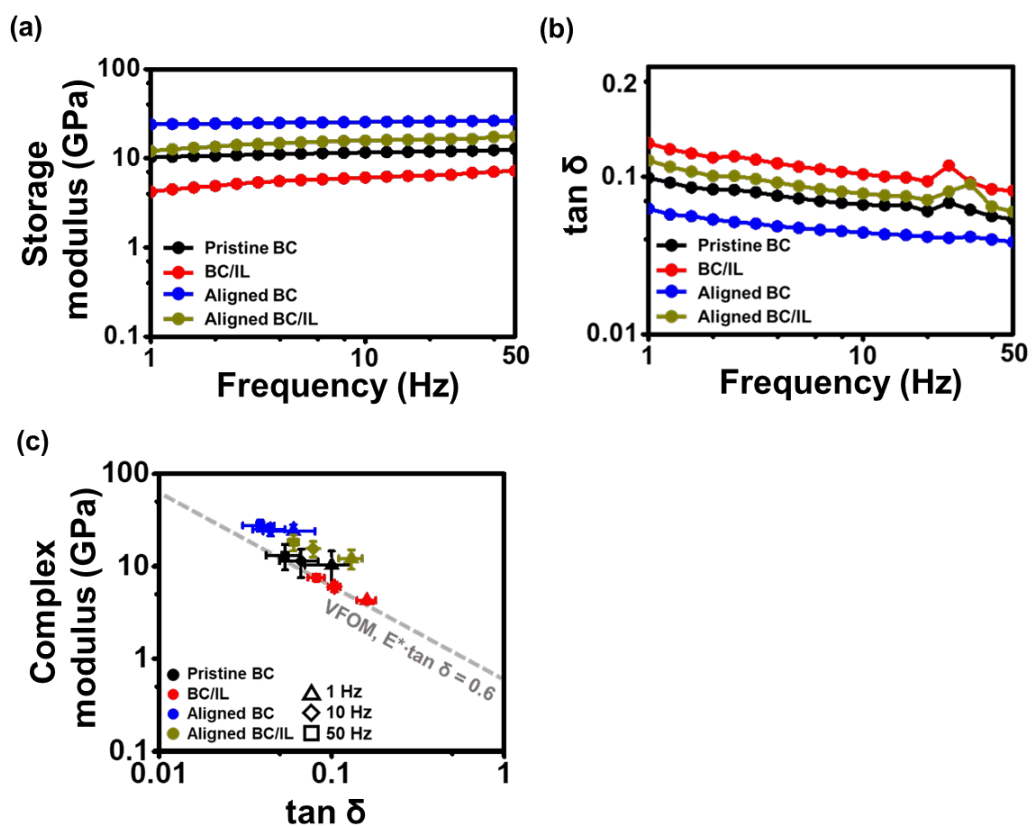 (a)
100
10
1
0.1
Storage
modulus (GPa)
Pristine BC
BC/IL
Aligned BC
Aligned BC/IL
1
10
50
Frequency (Hz)
(b)
0.2
0.1
0.01
tan δ
Pristine BC
BC/IL
Aligned BC
Aligned BC/IL
1
10
50
Frequency (Hz)
(c)
100
10
1
0.1
Complex
modulus (GPa)
VFOM, E*·tan δ = 0.6
Pristine BC
BC/IL
Aligned BC
Aligned BC/IL
1 Hz
10 Hz
50 Hz
0.01
0.1
1
tan δ